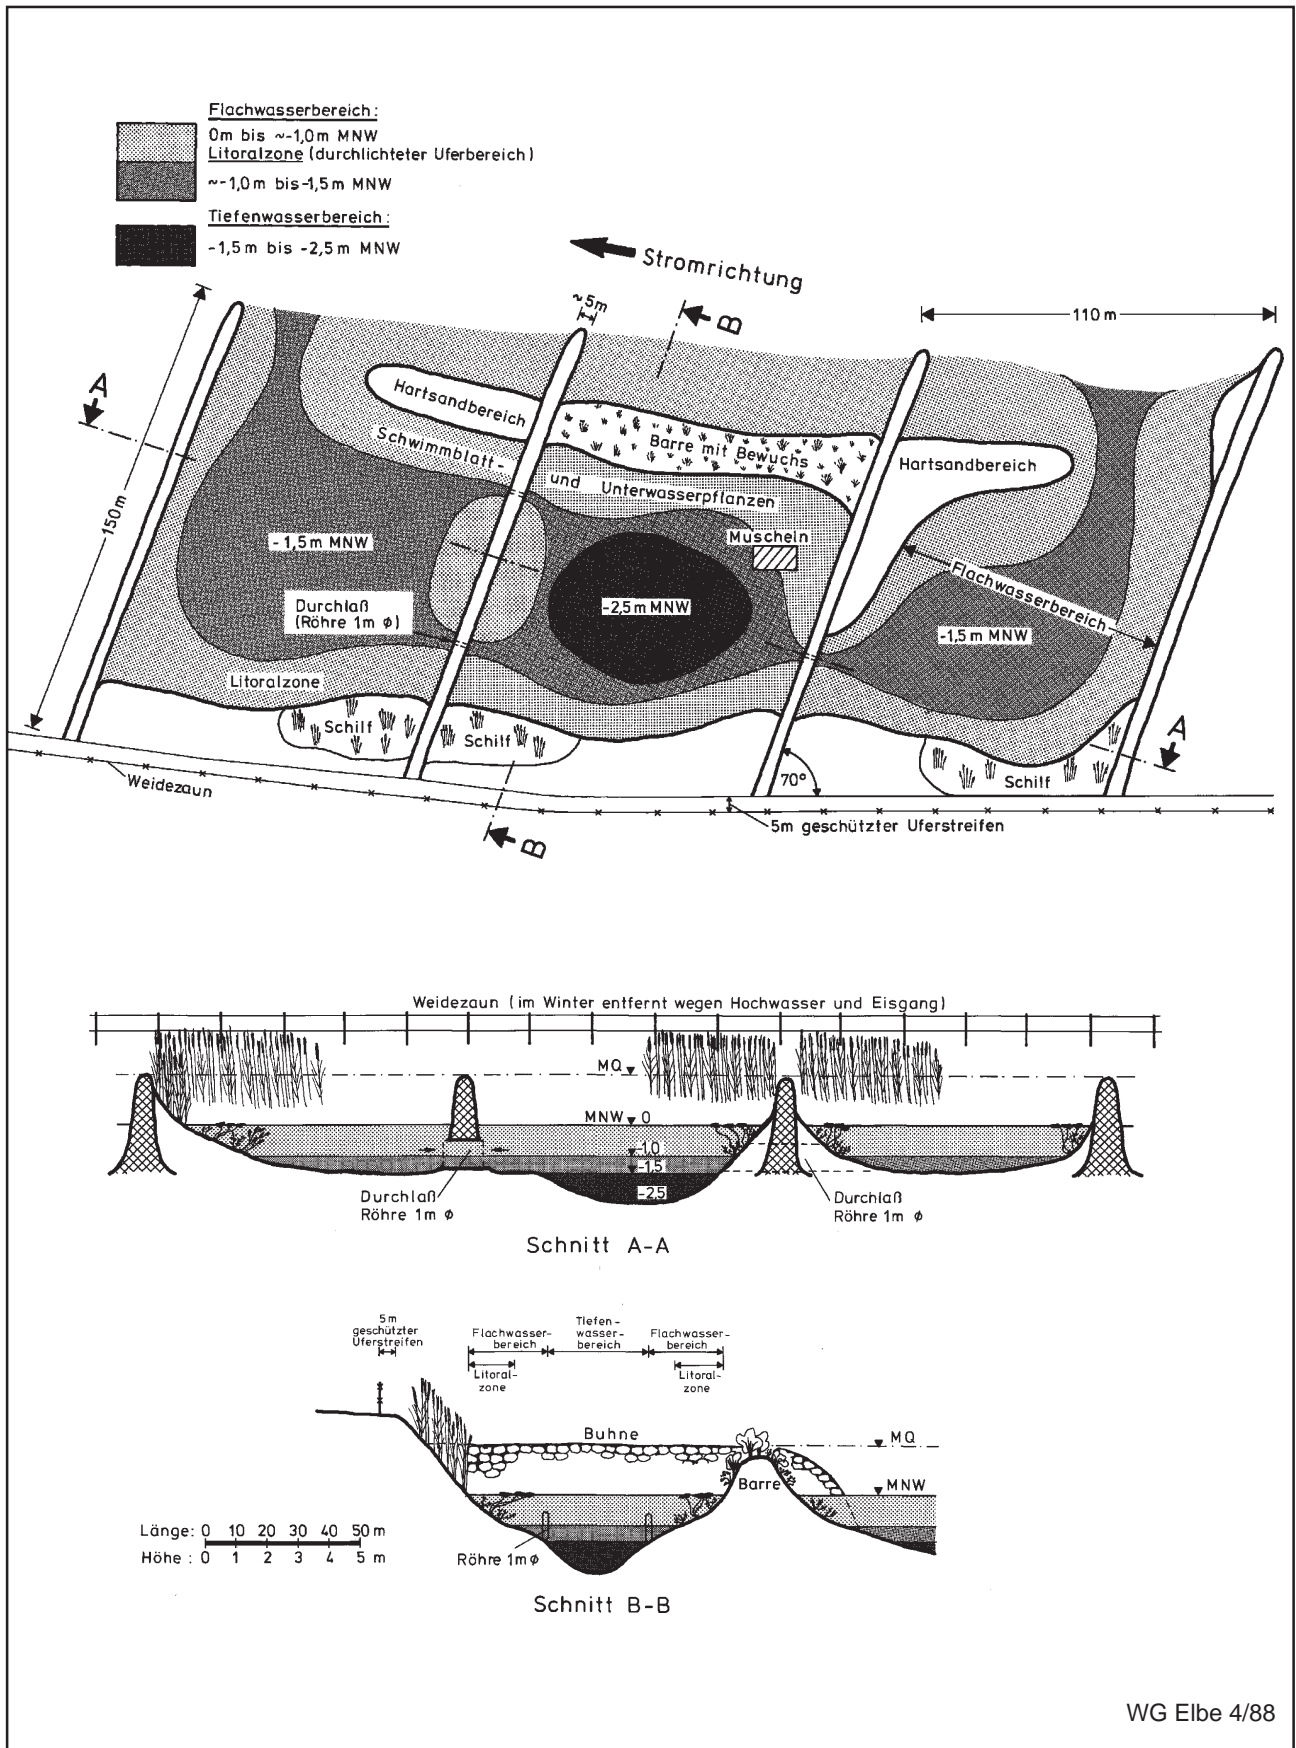 Flachwasserbereich:
0m bis ~-1,0m MNW
Litoralzone (durchlichteter Uferbereich)
~-1,0m bis-1,5m MNW
Tiefenwasserbereich:
-1,5m bis -2,5m MNW
Stromrichtung
~5m
B
110m
A
150m
Hartsandbereich
Barre mit Bewuchs
Hartsandbereich
Schwimmblatt-
und Unterwasserpflanzen
Muscheln
-1,5m MNW
-2,5m MNW
Flachwasserbereich
-1,5m MNW
Durchlaß
(Röhre 1m ø)
Litoralzone
Schilf
Schilf
Schilf
A
70°
Weidezaun
5m geschützter Uferstreifen
B
Weidezaun (im Winter entfernt wegen Hochwasser und Eisgang)
MQ
MNW 0
-1,0
-1,5
-2,5
Durchlaß
Röhre 1m ø
Durchlaß
Röhre 1m ø
Schnitt A-A
5m
geschützter
Uferstreifen
Flachwasser-
bereich
Tiefen-
wasser-
bereich
Flachwasser-
bereich
Litoral-
zone
Litoral-
zone
Buhne
MQ
Barre
MNW
Länge: 0 10 20 30 40 50 m
Höhe: 0 1 2 3 4 5 m
Röhre 1m ø
Schnitt B-B
WG Elbe 4/88